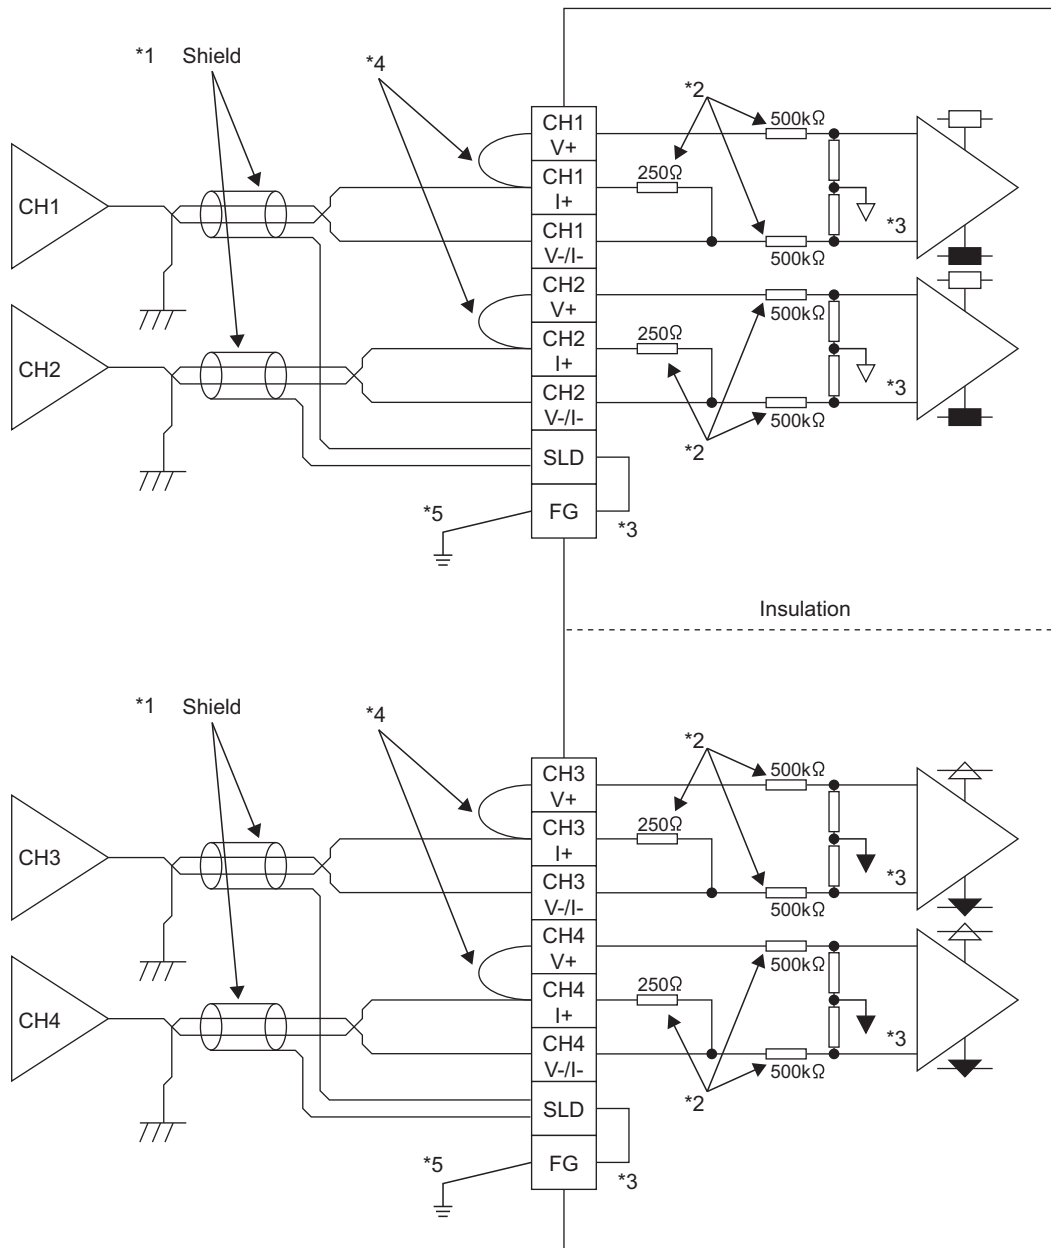 *1 Shield
*4
*2
500kΩ
CH1
V+
CH1
250Ω
CH1
I+
*3
CH1
V-/I-
500kΩ
CH2
V+
500kΩ
CH2
250Ω
CH2
I+
*3
CH2
V-/I-
500kΩ
*2
SLD
*5
FG
*3
Insulation
*1 Shield
*4
*2
500kΩ
CH3
V+
CH3
250Ω
CH3
I+
*3
CH3
V-/I-
500kΩ
CH4
V+
500kΩ
CH4
250Ω
CH4
I+
*3
CH4
V-/I-
500kΩ
*2
SLD
*5
FG
*3